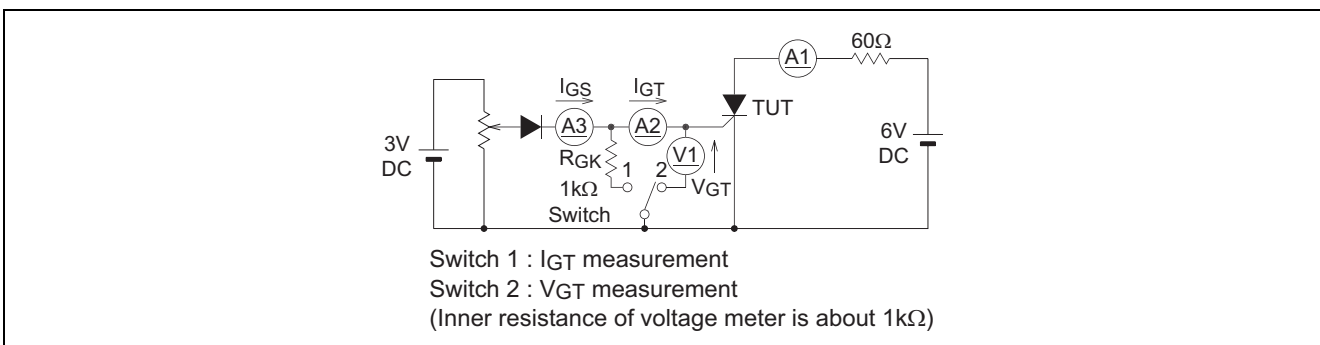 60Ω
A1
IGS
IGT
TUT
A3
A2
3V
DC
RGK
1
2
V1
VGT
6V
DC
1kΩ
Switch
Switch 1 : IGT measurement
Switch 2 : VGT measurement
(Inner resistance of voltage meter is about 1kΩ)